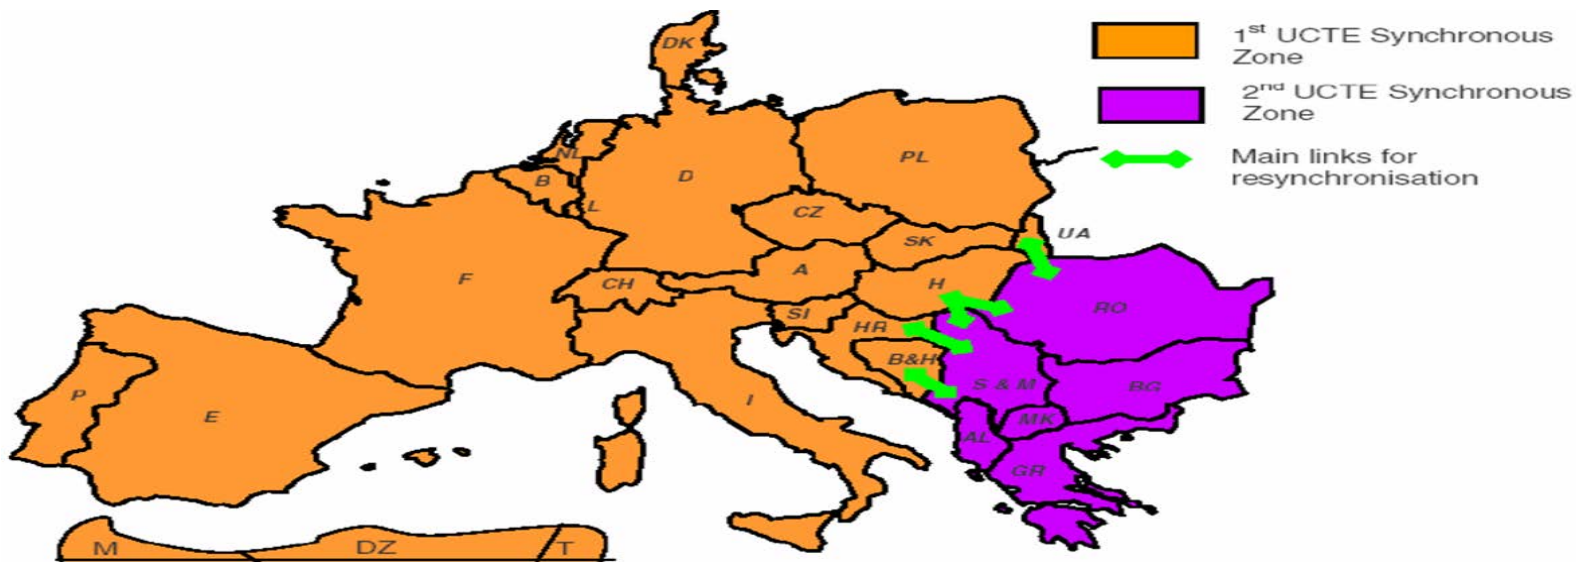 DK
1st UCTE Synchronous
Zone
2nd UCTE Synchronous
Zone
Main links for
resynchronisation
NL
PL
B
D
L
CZ
UA
SK
A
F
CH
H
SI
HR
RO
B&H
S & M
BG
P
E
I
MK
AL
GR
M
DZ
T